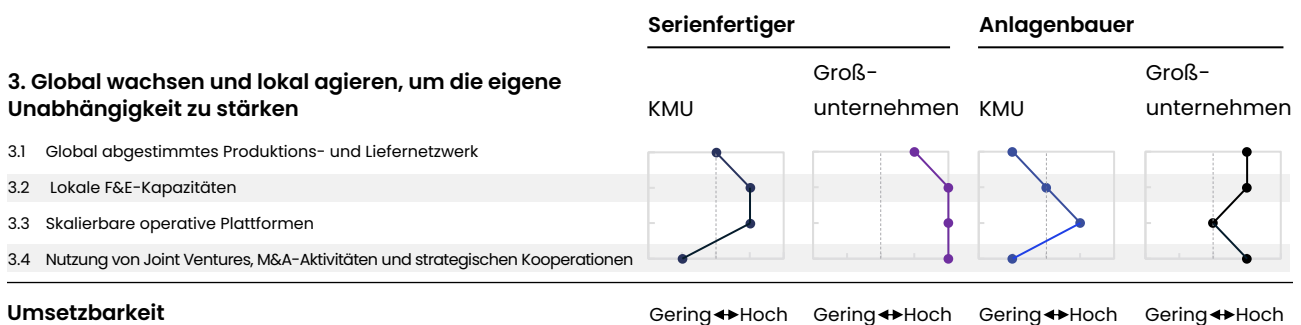 Serienfertiger
Anlagenbauer
3. Global wachsen und lokal agieren, um die eigene
Unabhängigkeit zu stärken
KMU
Groß-
unternehmen
KMU
Groß-
unternehmen
3.1 Global abgestimmtes Produktions- und Liefernetzwerk
3.2 Lokale F&E-Kapazitäten
3.3 Skalierbare operative Plattformen
3.4 Nutzung von Joint Ventures, M&A-Aktivitäten und strategischen Kooperationen
Umsetzbarkeit
Gering Hoch
Gering Hoch
Gering Hoch
Gering Hoch